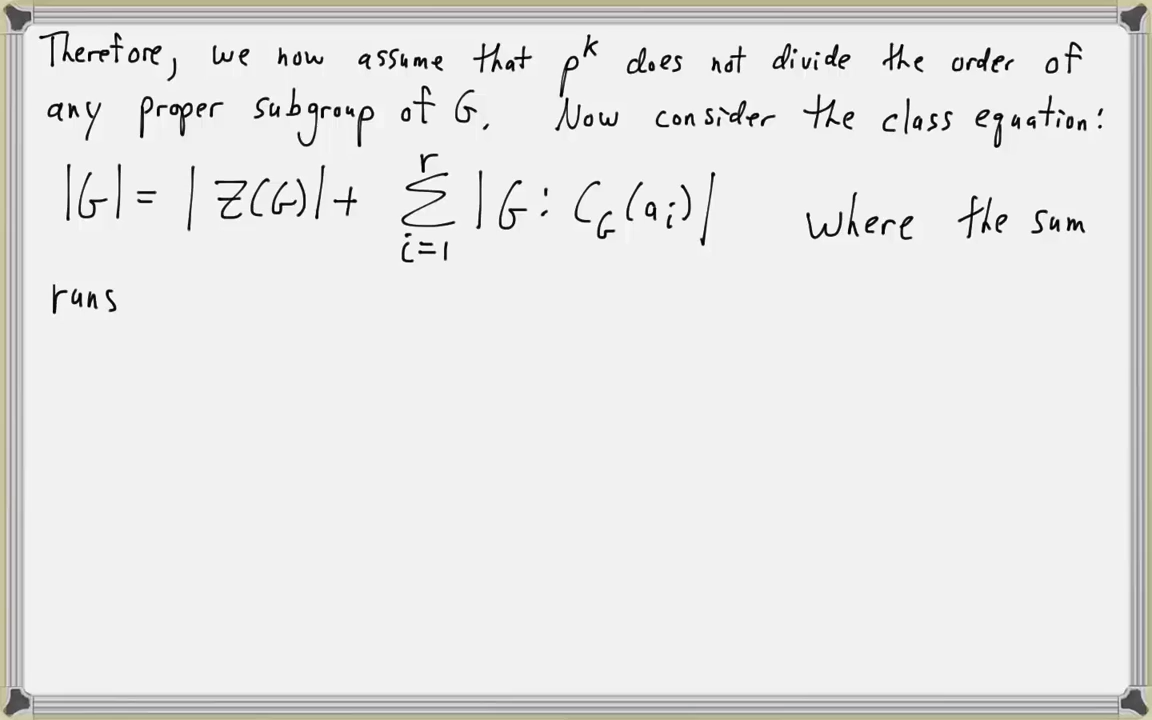 Therefore, we now assume that p^k does not divide the order of
any proper subgroup of G. Now consider the class equation:
|G| = |Z(G)| + \sum_{i=1}^{r} |G : C_G(a_i)| where the sum
runs